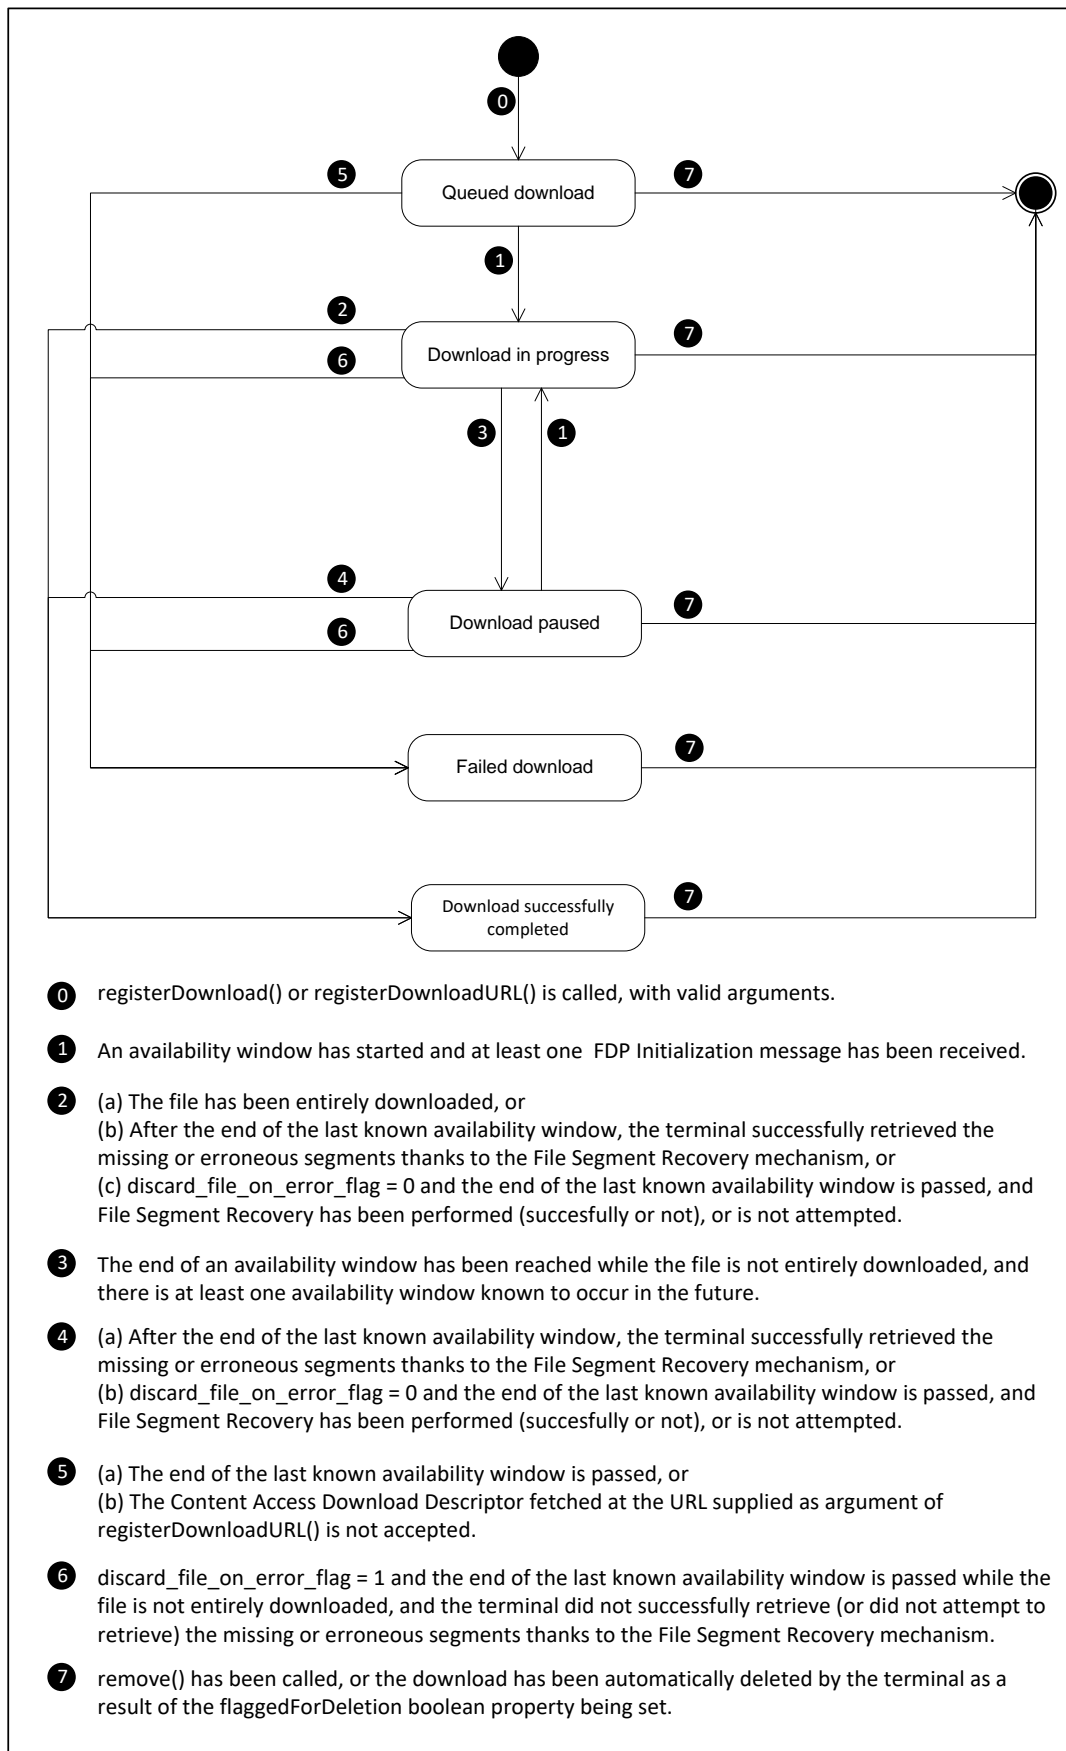 0
5
Queued download
7
1
2
Download in progress
7
6
3
1
4
Download paused
7
6
Failed download
7
Download successfully
completed
7
0 registerDownload() or registerDownloadURL() is called, with valid arguments.
1 An availability window has started and at least one FDP Initialization message has been received.
2 (a) The file has been entirely downloaded, or
(b) After the end of the last known availability window, the terminal successfully retrieved the
missing or erroneous segments thanks to the File Segment Recovery mechanism, or
(c) discard_file_on_error_flag = 0 and the end of the last known availability window is passed, and
File Segment Recovery has been performed (succesfully or not), or is not attempted.
3 The end of an availability window has been reached while the file is not entirely downloaded, and
there is at least one availability window known to occur in the future.
4 (a) After the end of the last known availability window, the terminal successfully retrieved the
missing or erroneous segments thanks to the File Segment Recovery mechanism, or
(b) discard_file_on_error_flag = 0 and the end of the last known availability window is passed, and
File Segment Recovery has been performed (succesfully or not), or is not attempted.
5 (a) The end of the last known availability window is passed, or
(b) The Content Access Download Descriptor fetched at the URL supplied as argument of
registerDownloadURL() is not accepted.
6 discard_file_on_error_flag = 1 and the end of the last known availability window is passed while the
file is not entirely downloaded, and the terminal did not successfully retrieve (or did not attempt to
retrieve) the missing or erroneous segments thanks to the File Segment Recovery mechanism.
7 remove() has been called, or the download has been automatically deleted by the terminal as a
result of the flaggedForDeletion boolean property being set.